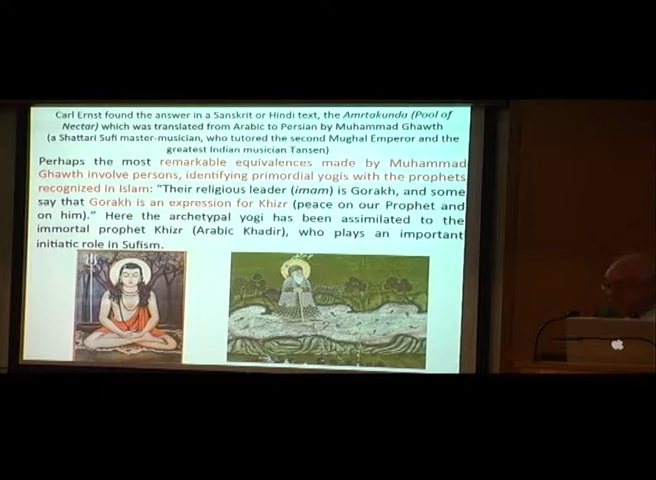 Carl Ernst found the answer in a Sanskrit or Hindi text, the Amrtakunda (Pool of
Nectar) which was translated from Arabic to Persian by Muhammad Ghawth
(a Shattari Sufi master-musician, who tutored the second Mughal Emperor and the
greatest Indian musician Tansen)
Perhaps the most remarkable equivalences made by Muhammad
Ghawth involve persons, identifying primordial yogis with the prophets
recognized in Islam: "Their religious leader (imam) is Gorakh, and some
say that Gorakh is an expression for Khizr (peace on our Prophet and
on him)." Here the archetypal yogi has been assimilated to the
immortal prophet Khizr (Arabic Khadir), who plays an important
initiatic role in Sufism.